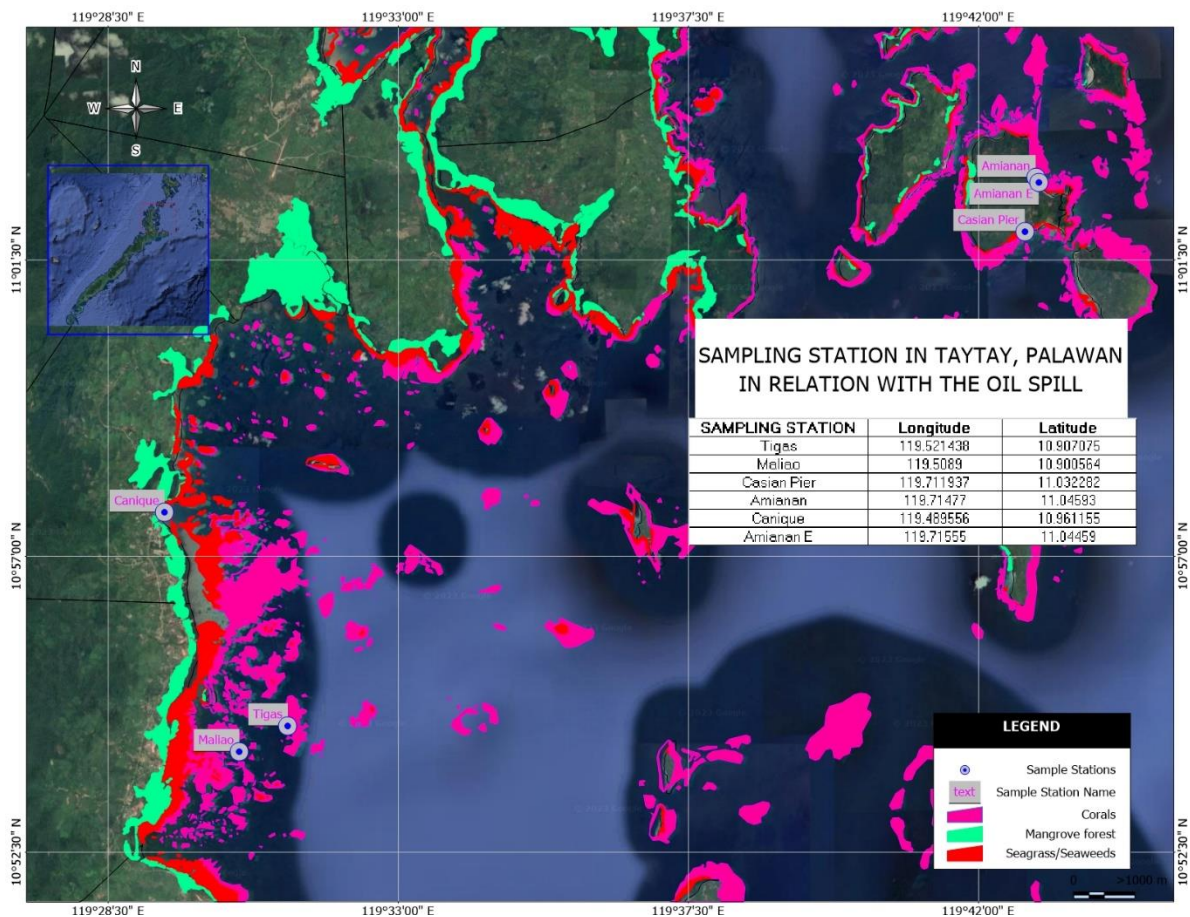 119°28'30" E 119°33'00" E 119°37'30" E 119°42'00" E
N
W E
S
11°01'30" N
11°01'30" N
10°57'00" N
10°57'00" N
10°52'30" N
10°52'30" N
Amianan
Amianan E
Casian Pier
Canique
Tigas
Maliao
SAMPLING STATION IN TAYTAY, PALAWAN
IN RELATION WITH THE OIL SPILL
SAMPLING STATION Longitude Latitude
Tigas 119.521438 10.907075
Maliao 119.5089 10.900564
Casian Pier 119.711937 11.032282
Amianan 119.71477 11.04593
Canique 119.489556 10.961155
Amianan E 119.71555 11.04459
LEGEND
Sample Stations
text Sample Station Name
Corals
Mangrove forest
Seagrass/Seaweeds
0 >1000 m
119°28'30" E 119°33'00" E 119°37'30" E 119°42'00" E